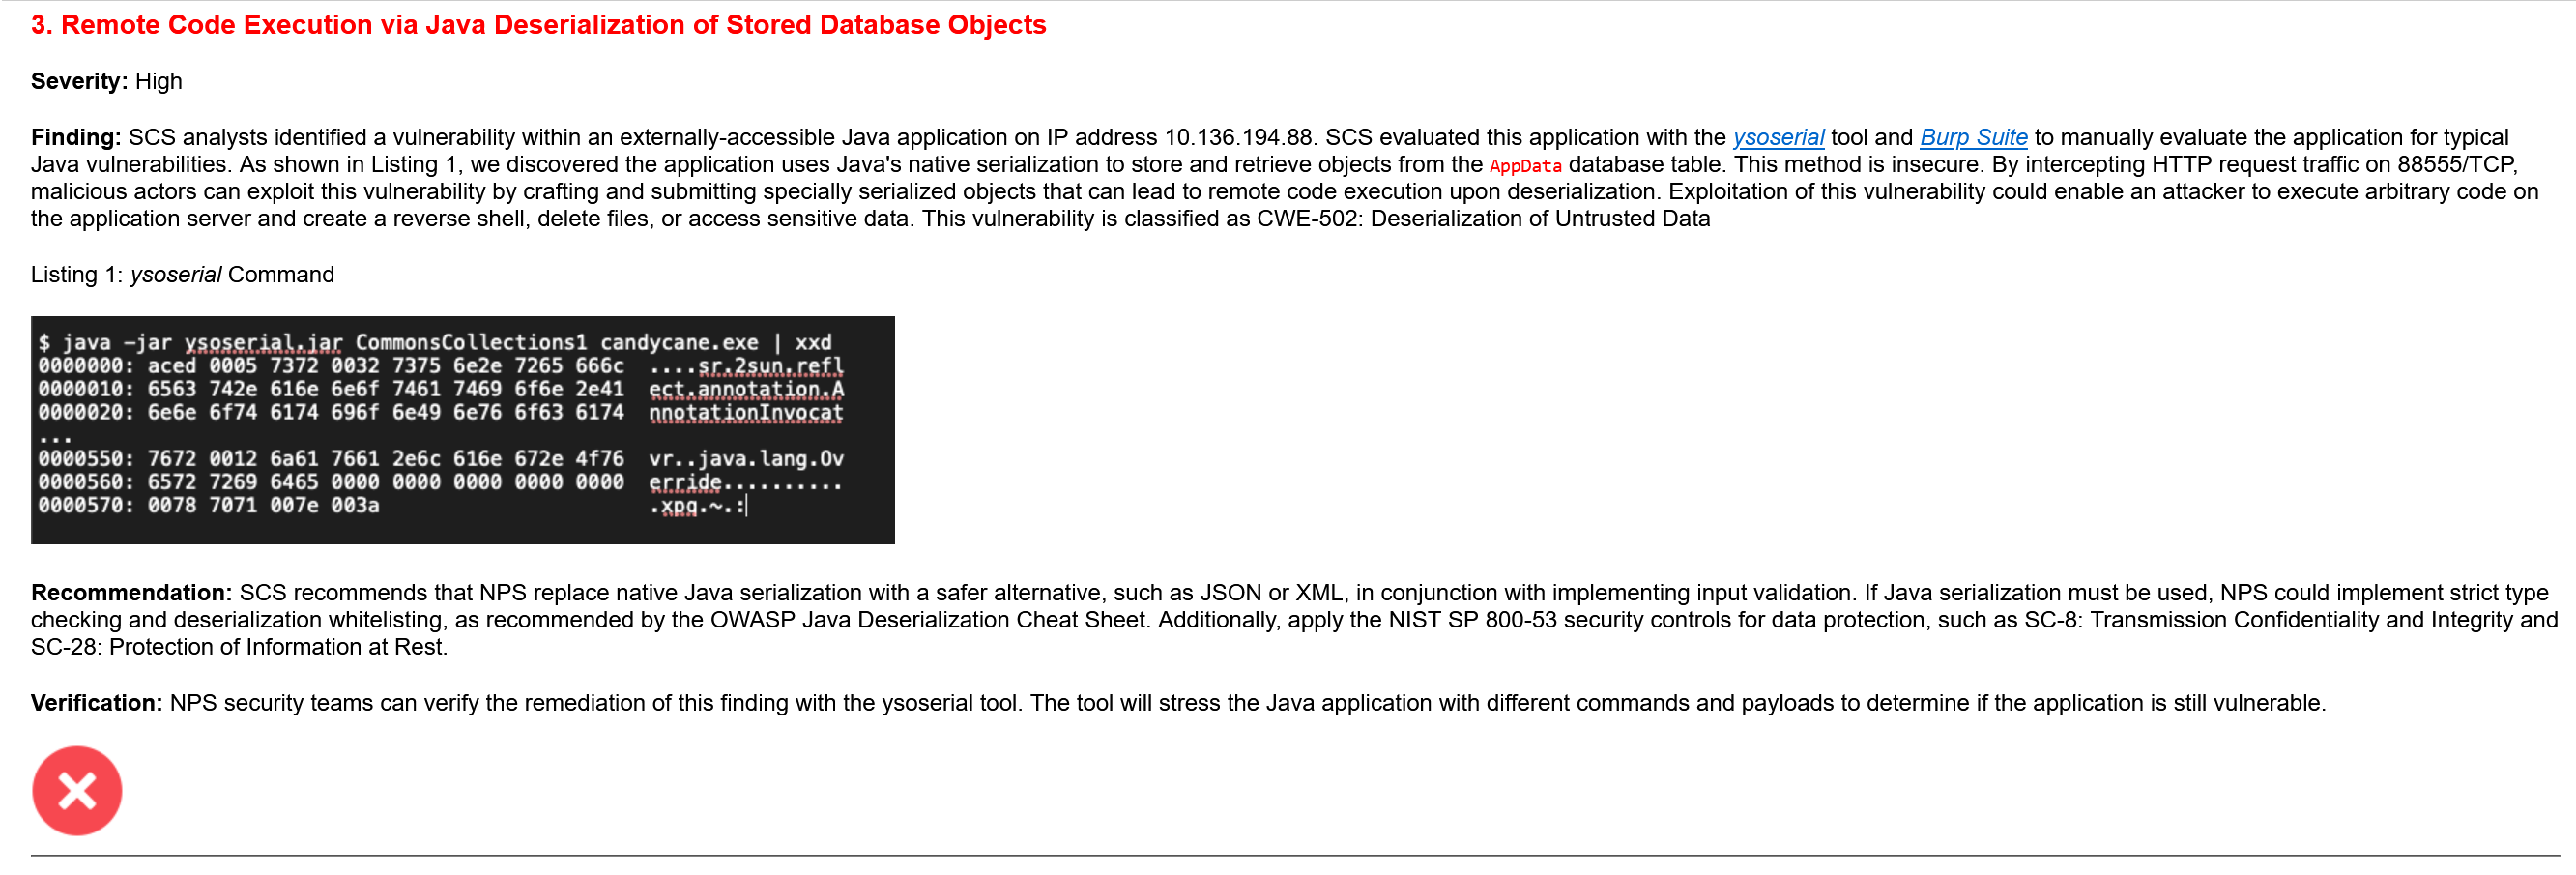 3. Remote Code Execution via Java Deserialization of Stored Database Objects
Severity: High
Finding: SCS analysts identified a vulnerability within an externally-accessible Java application on IP address 10.136.194.88. SCS evaluated this application with the ysoserial tool and Burp Suite to manually evaluate the application for typical
Java vulnerabilities. As shown in Listing 1, we discovered the application uses Java's native serialization to store and retrieve objects from the AppData database table. This method is insecure. By intercepting HTTP request traffic on 88555/TCP,
malicious actors can exploit this vulnerability by crafting and submitting specially serialized objects that can lead to remote code execution upon deserialization. Exploitation of this vulnerability could enable an attacker to execute arbitrary code on
the application server and create a reverse shell, delete files, or access sensitive data. This vulnerability is classified as CWE-502: Deserialization of Untrusted Data
Listing 1: ysoserial Command
$ java -jar ysoserial.jar CommonsCollections1 candycane.exe | xxd
0000000: aced 0005 7372 0032 7375 6e2e 7265 666c  ....sr.2sun.refl
0000010: 6563 742e 616e 6e6f 7461 7469 6f6e 2e41  ect.annotation.A
0000020: 6e6e 6f74 6174 696f 6e49 6e76 6f63 6174  nnotationInvocat
...
0000550: 7672 0012 6a61 7661 2e6c 616e 672e 4f76  vr..java.lang.Ov
0000560: 6572 7269 6465 0000 0000 0000 0000 0000  erride..........
0000570: 0078 7071 007e 003a                      .xpq.~.:
Recommendation: SCS recommends that NPS replace native Java serialization with a safer alternative, such as JSON or XML, in conjunction with implementing input validation. If Java serialization must be used, NPS could implement strict type
checking and deserialization whitelisting, as recommended by the OWASP Java Deserialization Cheat Sheet. Additionally, apply the NIST SP 800-53 security controls for data protection, such as SC-8: Transmission Confidentiality and Integrity and
SC-28: Protection of Information at Rest.
Verification: NPS security teams can verify the remediation of this finding with the ysoserial tool. The tool will stress the Java application with different commands and payloads to determine if the application is still vulnerable.